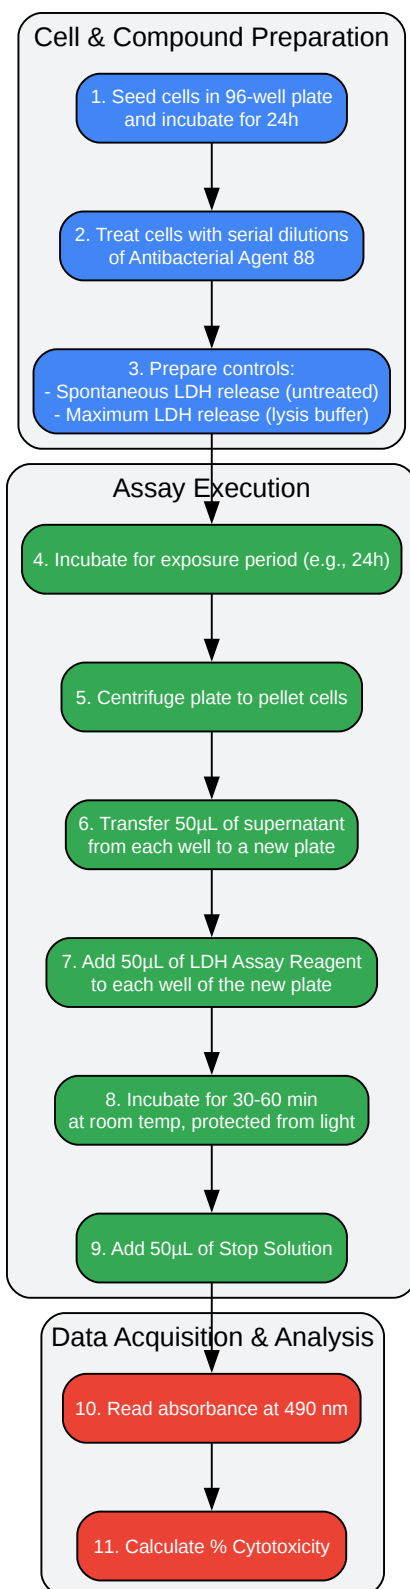 Cell & Compound Preparation
1. Seed cells in 96-well plate
and incubate for 24h
2. Treat cells with serial dilutions
of Antibacterial Agent 88
3. Prepare controls:
- Spontaneous LDH release (untreated)
- Maximum LDH release (lysis buffer)
Assay Execution
4. Incubate for exposure period (e.g., 24h)
5. Centrifuge plate to pellet cells
6. Transfer 50µL of supernatant
from each well to a new plate
7. Add 50µL of LDH Assay Reagent
to each well of the new plate
8. Incubate for 30-60 min
at room temp, protected from light
9. Add 50µL of Stop Solution
Data Acquisition & Analysis
10. Read absorbance at 490 nm
11. Calculate % Cytotoxicity